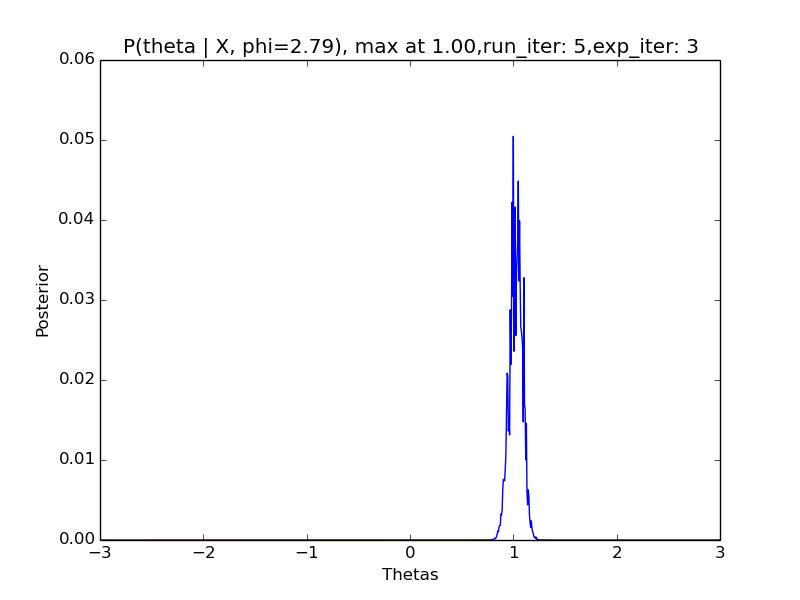 P(theta | X, phi=2.79), max at 1.00,run_iter: 5,exp_iter: 3
0.06
0.05
0.04
0.03
0.02
0.01
0.00
Posterior
−3 −2 −1 0 1 2 3
Thetas